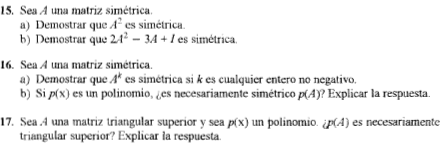 15. Sea A una matriz simétrica.
a) Demostrar que A² es simétrica.
b) Demostrar que 2A² − 3A + I es simétrica.
16. Sea A una matriz simétrica.
a) Demostrar que Aᵏ es simétrica si k es cualquier entero no negativo.
b) Si p(x) es un polinomio, ¿es necesariamente simétrico p(A)? Explicar la respuesta.
17. Sea A una matriz triangular superior y sea p(x) un polinomio. ¿p(A) es necesariamente
triangular superior? Explicar la respuesta.